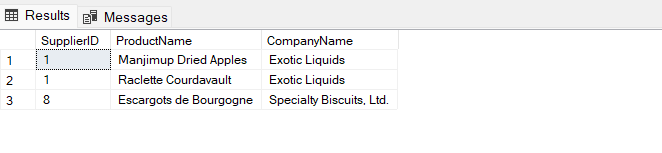 Results Messages
SupplierID ProductName CompanyName
1 1 Manjimup Dried Apples Exotic Liquids
2 1 Raclette Courdavault Exotic Liquids
3 8 Escargots de Bourgogne Specialty Biscuits, Ltd.